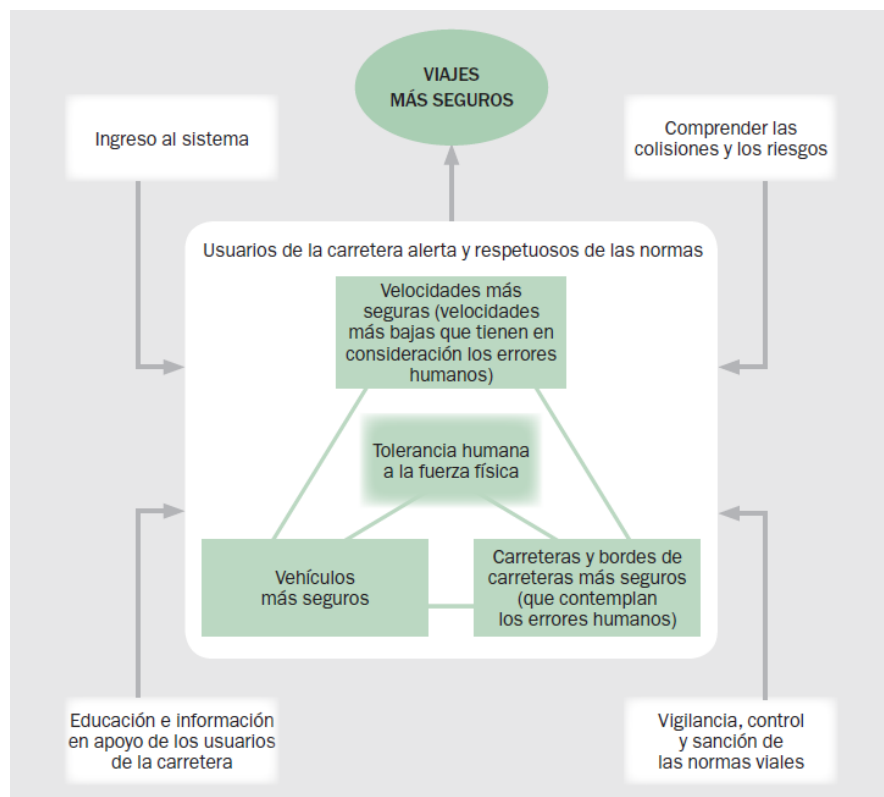 VIAJES
MÁS SEGUROS
Ingreso al sistema
Comprender las
colisiones y los riesgos
Usuarios de la carretera alerta y respetuosos de las normas
Velocidades más
seguras (velocidades
más bajas que tienen en
consideración los errores
humanos)
Tolerancia humana
a la fuerza física
Vehículos
más seguros
Carreteras y bordes de
carreteras más seguros
(que contemplan
los errores humanos)
Educación e información
en apoyo de los usuarios
de la carretera
Vigilancia, control
y sanción de
las normas viales